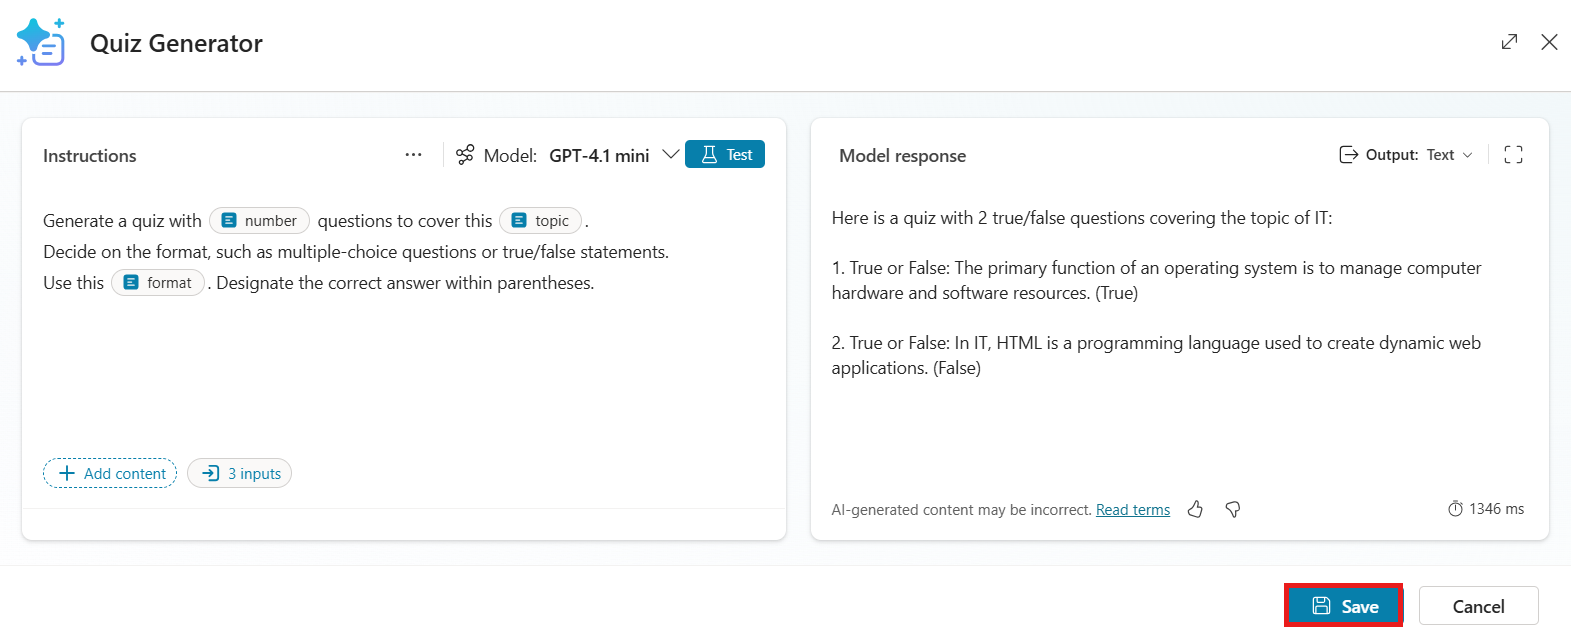 Quiz Generator
Instructions
··· Model: GPT-4.1 mini Test
Generate a quiz with number questions to cover this topic .
Decide on the format, such as multiple-choice questions or true/false statements.
Use this format . Designate the correct answer within parentheses.
Add content 3 inputs
Model response
Output: Text
Here is a quiz with 2 true/false questions covering the topic of IT:
1. True or False: The primary function of an operating system is to manage computer
hardware and software resources. (True)
2. True or False: In IT, HTML is a programming language used to create dynamic web
applications. (False)
AI-generated content may be incorrect. Read terms
1346 ms
Save
Cancel